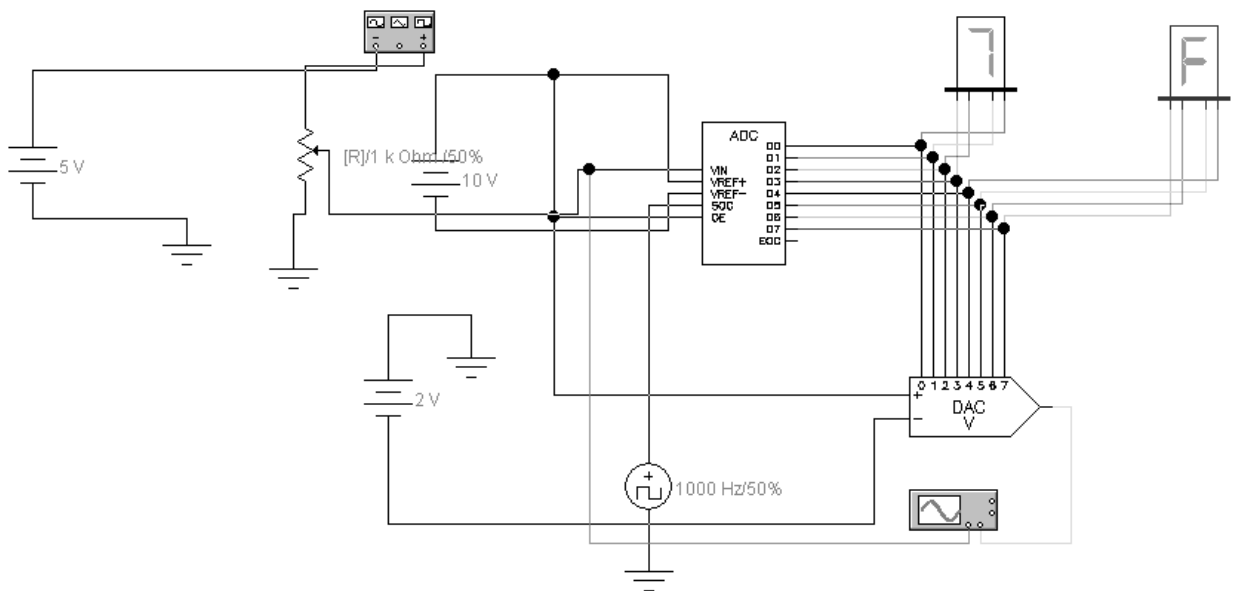 7
F
− +
5 V
[R]/1 k Ohm /50%
10 V
ADC
VIN
VREF+
VREF-
SOC
OE
D0
D1
D2
D3
D4
D5
D6
D7
EOC
2 V
0 1 2 3 4 5 6 7
+ DAC
− V
+
1000 Hz/50%